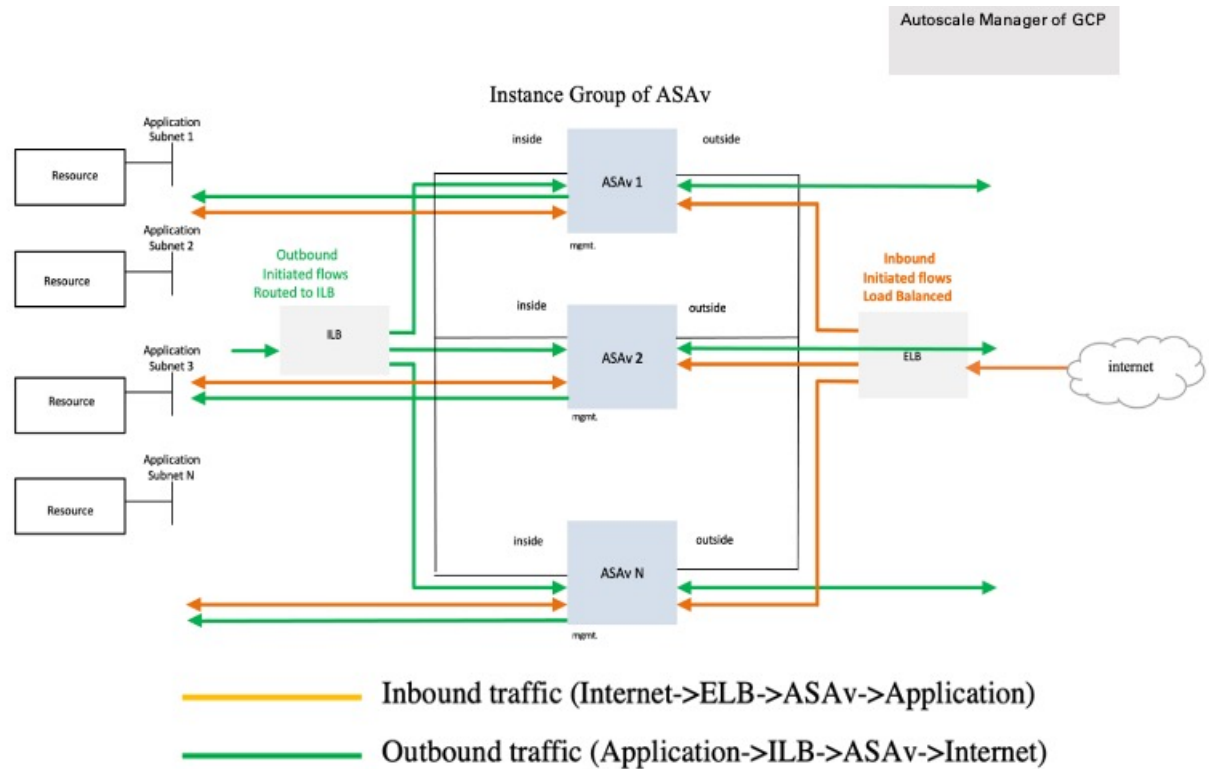 Autoscale Manager of GCP
Instance Group of ASAv
Application
Subnet 1
Resource
inside
ASAv 1
outside
mgmt.
Application
Subnet 2
Resource
Outbound
Initiated flows
Routed to ILB
ILB
inside
ASAv 2
outside
mgmt.
Inbound
Initiated flows
Load Balanced
ELB
internet
Application
Subnet 3
Resource
Application
Subnet N
Resource
inside
ASAv N
outside
mgmt.
Inbound traffic (Internet->ELB->ASAv->Application)
Outbound traffic (Application->ILB->ASAv->Internet)